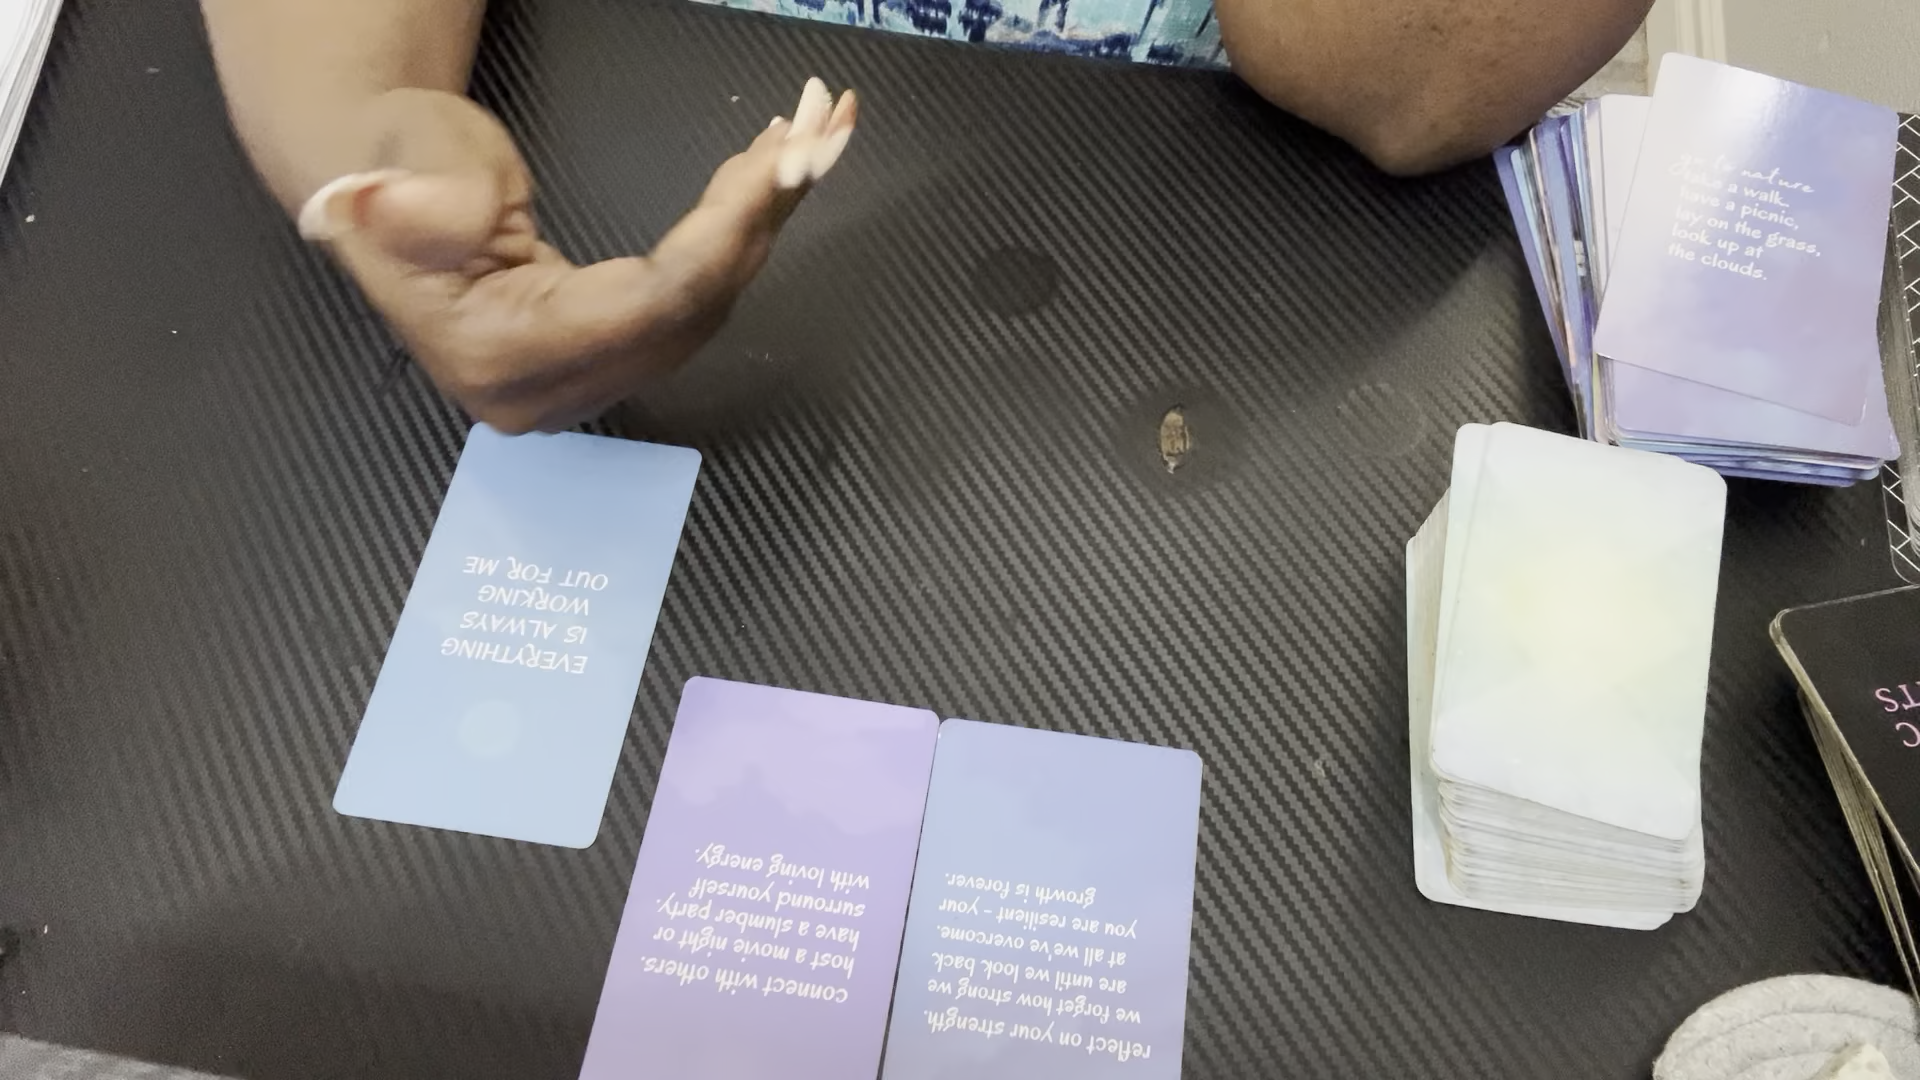 go to nature
take a walk.
have a picnic,
lay on the grass,
look up at
the clouds.
EVERYTHING
IS ALWAYS
WORKING
OUT FOR ME
connect with others.
host a movie night or
have a slumber party.
surround yourself
with loving energy.
reflect on your strength.
we forget how strong we
are until we look back
at all we've overcome.
you are resilient - your
growth is forever.